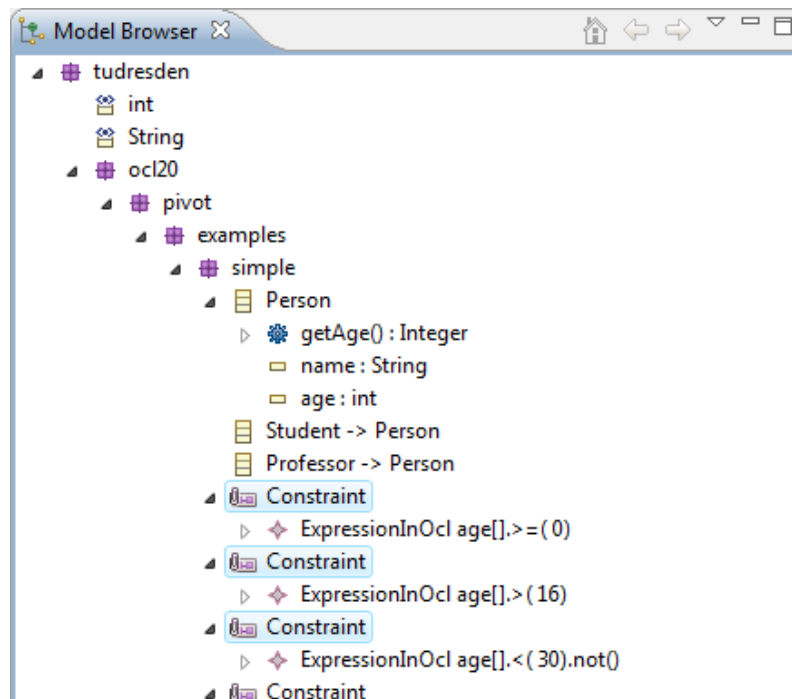 Model Browser
tudresden
int
String
ocl20
pivot
examples
simple
Person
getAge() : Integer
name : String
age : int
Student -> Person
Professor -> Person
Constraint
ExpressionInOcl age[].>=( 0)
Constraint
ExpressionInOcl age[].>( 16)
Constraint
ExpressionInOcl age[].<( 30).not()
Constraint